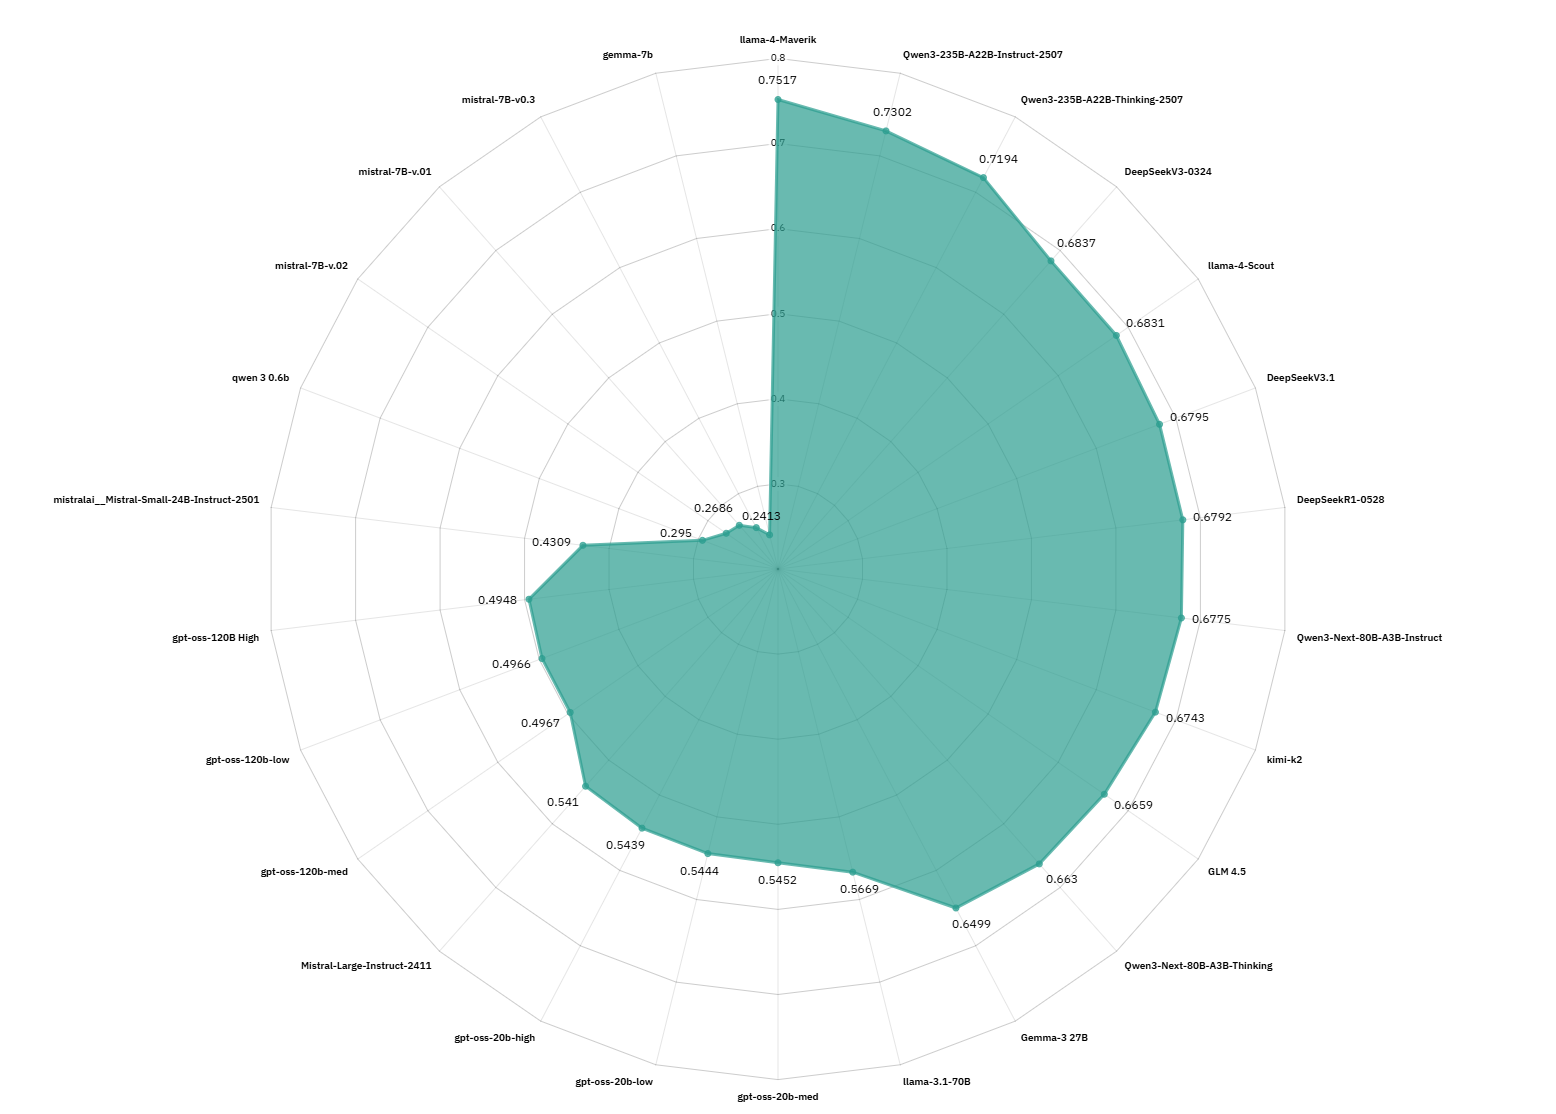 llama-4-Maverik
0.8
gemma-7b
Qwen3-235B-A22B-Instruct-2507
0.7517
mistral-7B-v0.3
Qwen3-235B-A22B-Thinking-2507
0.7302
0.7
0.7194
mistral-7B-v.01
DeepSeekV3-0324
0.6
0.6837
mistral-7B-v.02
llama-4-Scout
0.5
0.6831
qwen 3 0.6b
DeepSeekV3.1
0.4
0.6795
0.3
mistralai__Mistral-Small-24B-Instruct-2501
DeepSeekR1-0528
0.2686
0.2413
0.6792
0.295
0.4309
0.4948
0.6775
gpt-oss-120B High
Qwen3-Next-80B-A3B-Instruct
0.4966
0.4967
0.6743
gpt-oss-120b-low
kimi-k2
0.541
0.6659
0.5439
gpt-oss-120b-med
0.5444
0.5452
0.5669
0.663
GLM 4.5
0.6499
Mistral-Large-Instruct-2411
Qwen3-Next-80B-A3B-Thinking
gpt-oss-20b-high
Gemma-3 27B
gpt-oss-20b-low
llama-3.1-70B
gpt-oss-20b-med